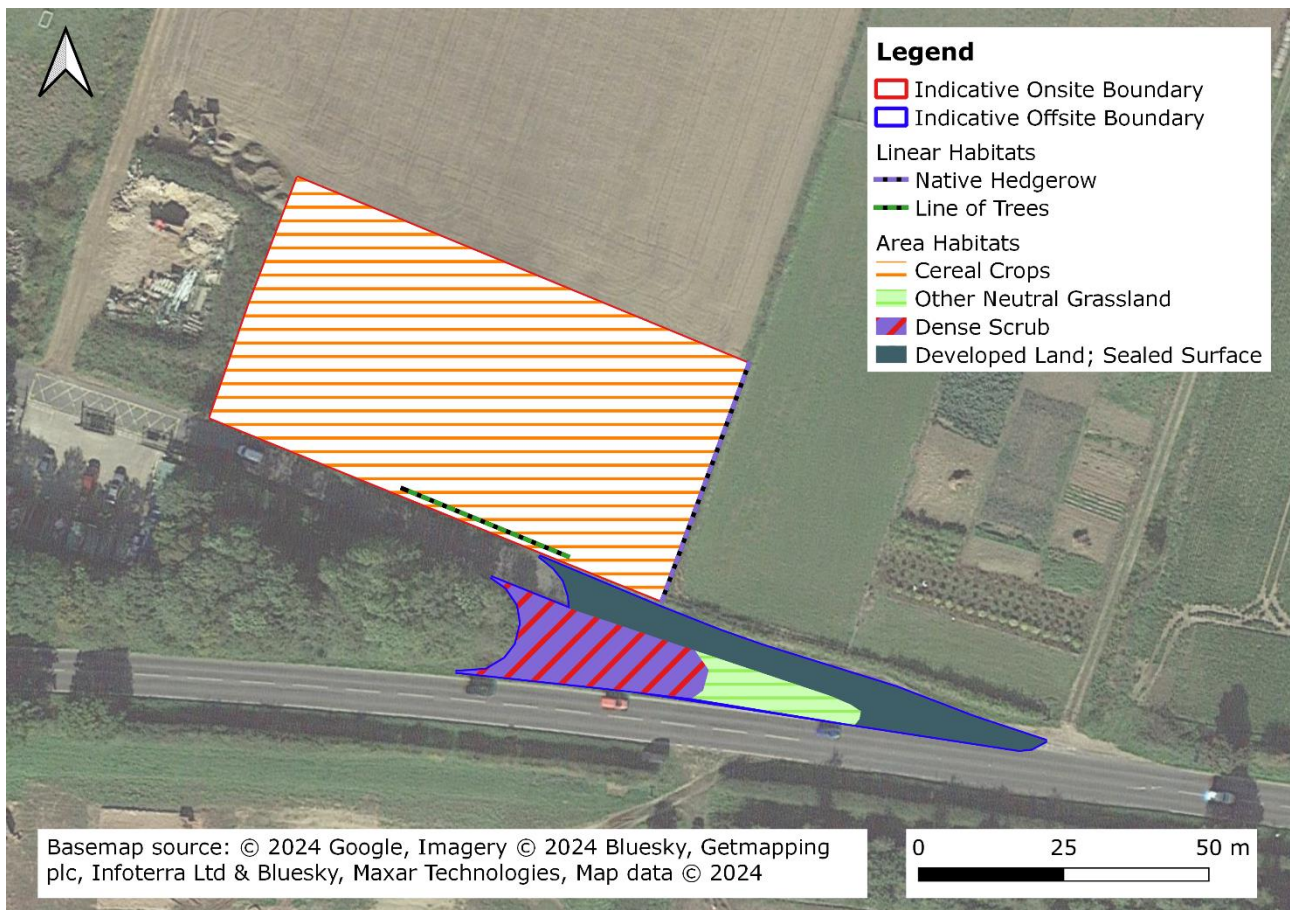 Legend
Indicative Onsite Boundary
Indicative Offsite Boundary
Linear Habitats
Native Hedgerow
Line of Trees
Area Habitats
Cereal Crops
Other Neutral Grassland
Dense Scrub
Developed Land; Sealed Surface
Basemap source: © 2024 Google, Imagery © 2024 Bluesky, Getmapping
plc, Infoterra Ltd & Bluesky, Maxar Technologies, Map data © 2024
0 25 50 m